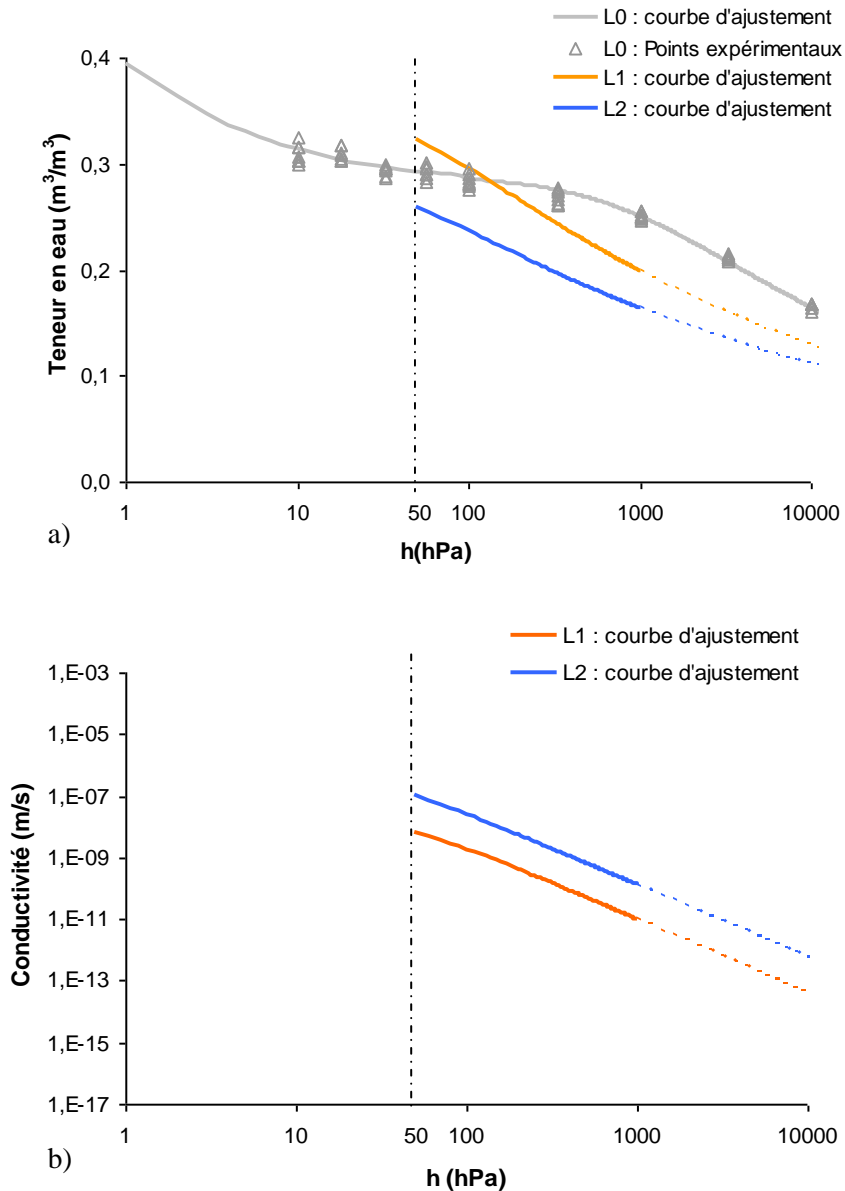 L0 : courbe d'ajustement
L0 : Points expérimentaux
L1 : courbe d'ajustement
L2 : courbe d'ajustement
Teneur en eau (m³/m³)
0,4
0,3
0,2
0,1
0,0
1
10
50
100
1000
10000
h(hPa)
a)
L1 : courbe d'ajustement
L2 : courbe d'ajustement
Conductivité (m/s)
1,E-03
1,E-05
1,E-07
1,E-09
1,E-11
1,E-13
1,E-15
1,E-17
1
10
50
100
1000
10000
h (hPa)
b)